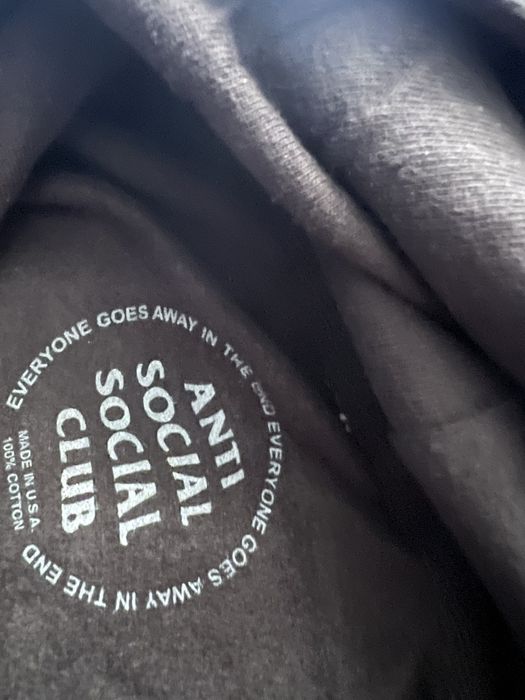 EVERYONE GOES AWAY IN THE END EVERYONE GOES AWAY IN THE END
ANTI
SOCIAL
SOCIAL
CLUB
MADE IN U.S.A.
100% COTTON